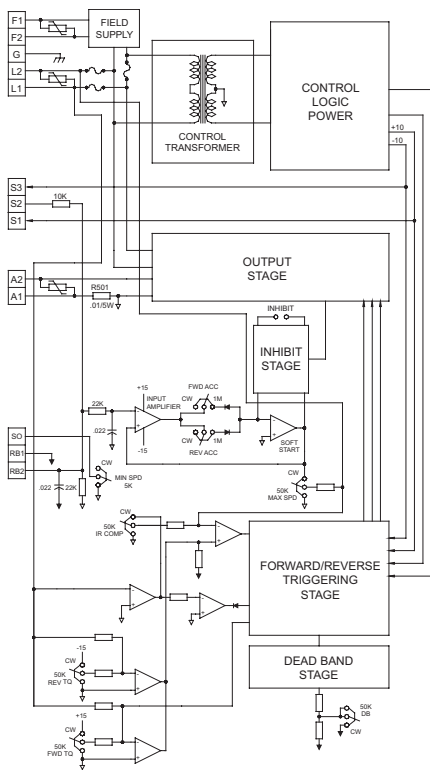 F1
F2
G
L2
L1
FIELD
SUPPLY
CONTROL
TRANSFORMER
CONTROL
LOGIC
POWER
+10
-10
S3
S2
S1
10K
OUTPUT
STAGE
A2
A1
R501
.01/5W
INHIBIT
INHIBIT
STAGE
+15
INPUT
AMPLIFIER
-15
FWD ACC
CW
1M
CW
1M
REV ACC
SOFT
START
22K
.022
SO
RB1
RB2
CW
MIN SPD
5K
.022
22K
CW
50K
MAX SPD
CW
50K
IR COMP
FORWARD/REVERSE
TRIGGERING
STAGE
DEAD BAND
STAGE
50K
DB
CW
-15
CW
50K
REV TQ
+15
CW
50K
FWD TQ